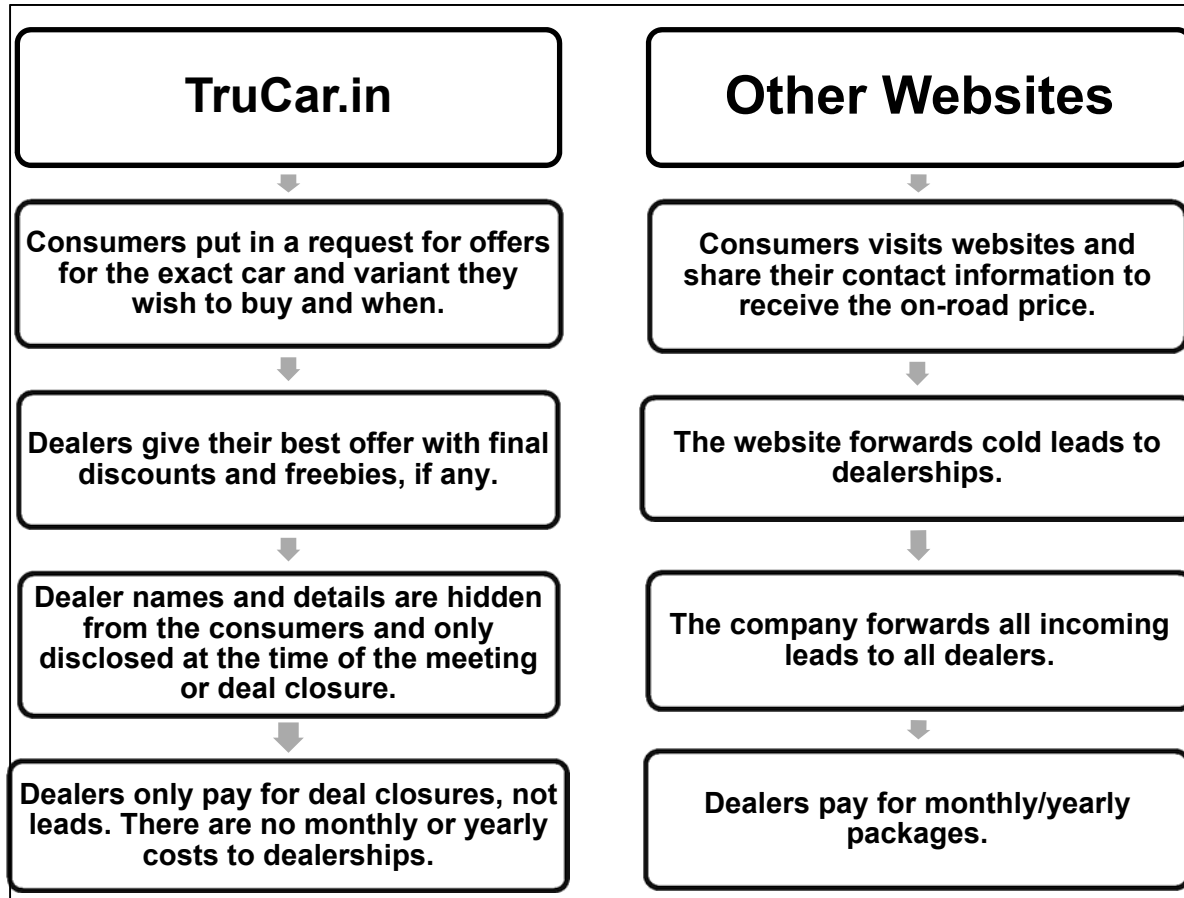 TruCar.in
Consumers put in a request for offers
for the exact car and variant they
wish to buy and when.
Dealers give their best offer with final
discounts and freebies, if any.
Dealer names and details are hidden
from the consumers and only
disclosed at the time of the meeting
or deal closure.
Dealers only pay for deal closures, not
leads. There are no monthly or yearly
costs to dealerships.
Other Websites
Consumers visits websites and
share their contact information to
receive the on-road price.
The website forwards cold leads to
dealerships.
The company forwards all incoming
leads to all dealers.
Dealers pay for monthly/yearly
packages.